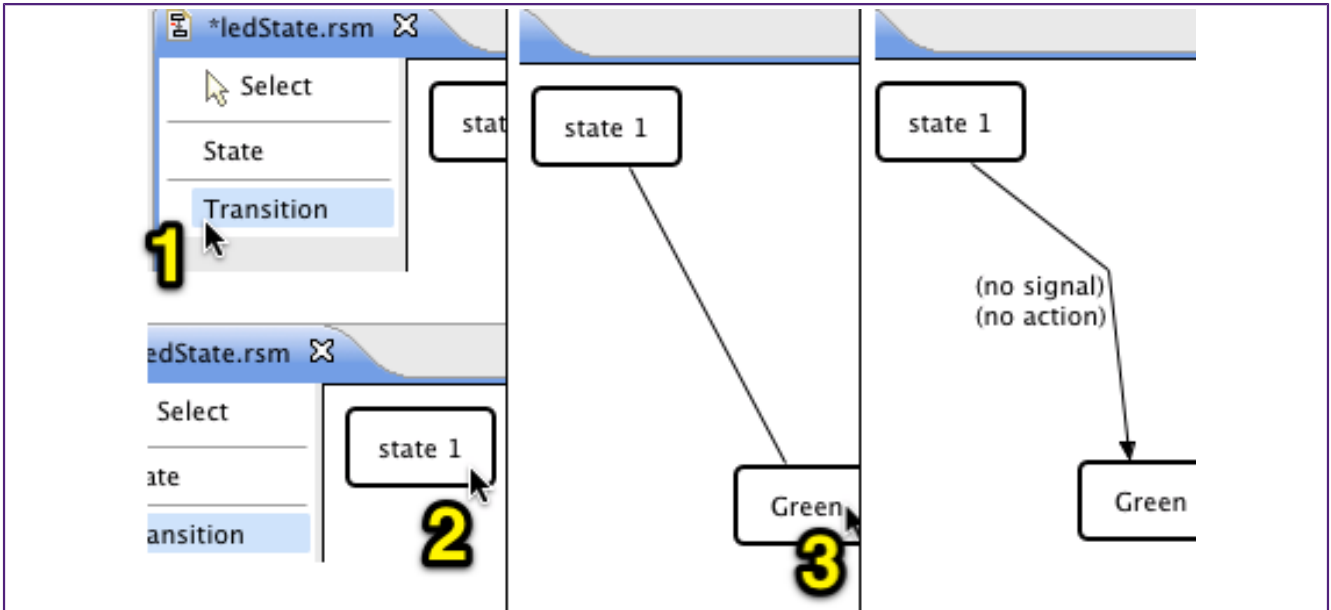 *ledState.rsm
Select
State
Transition
1
stat
edState.rsm
Select
ate
ansition
state 1
2
state 1
Green
3
state 1
(no signal)
(no action)
Green